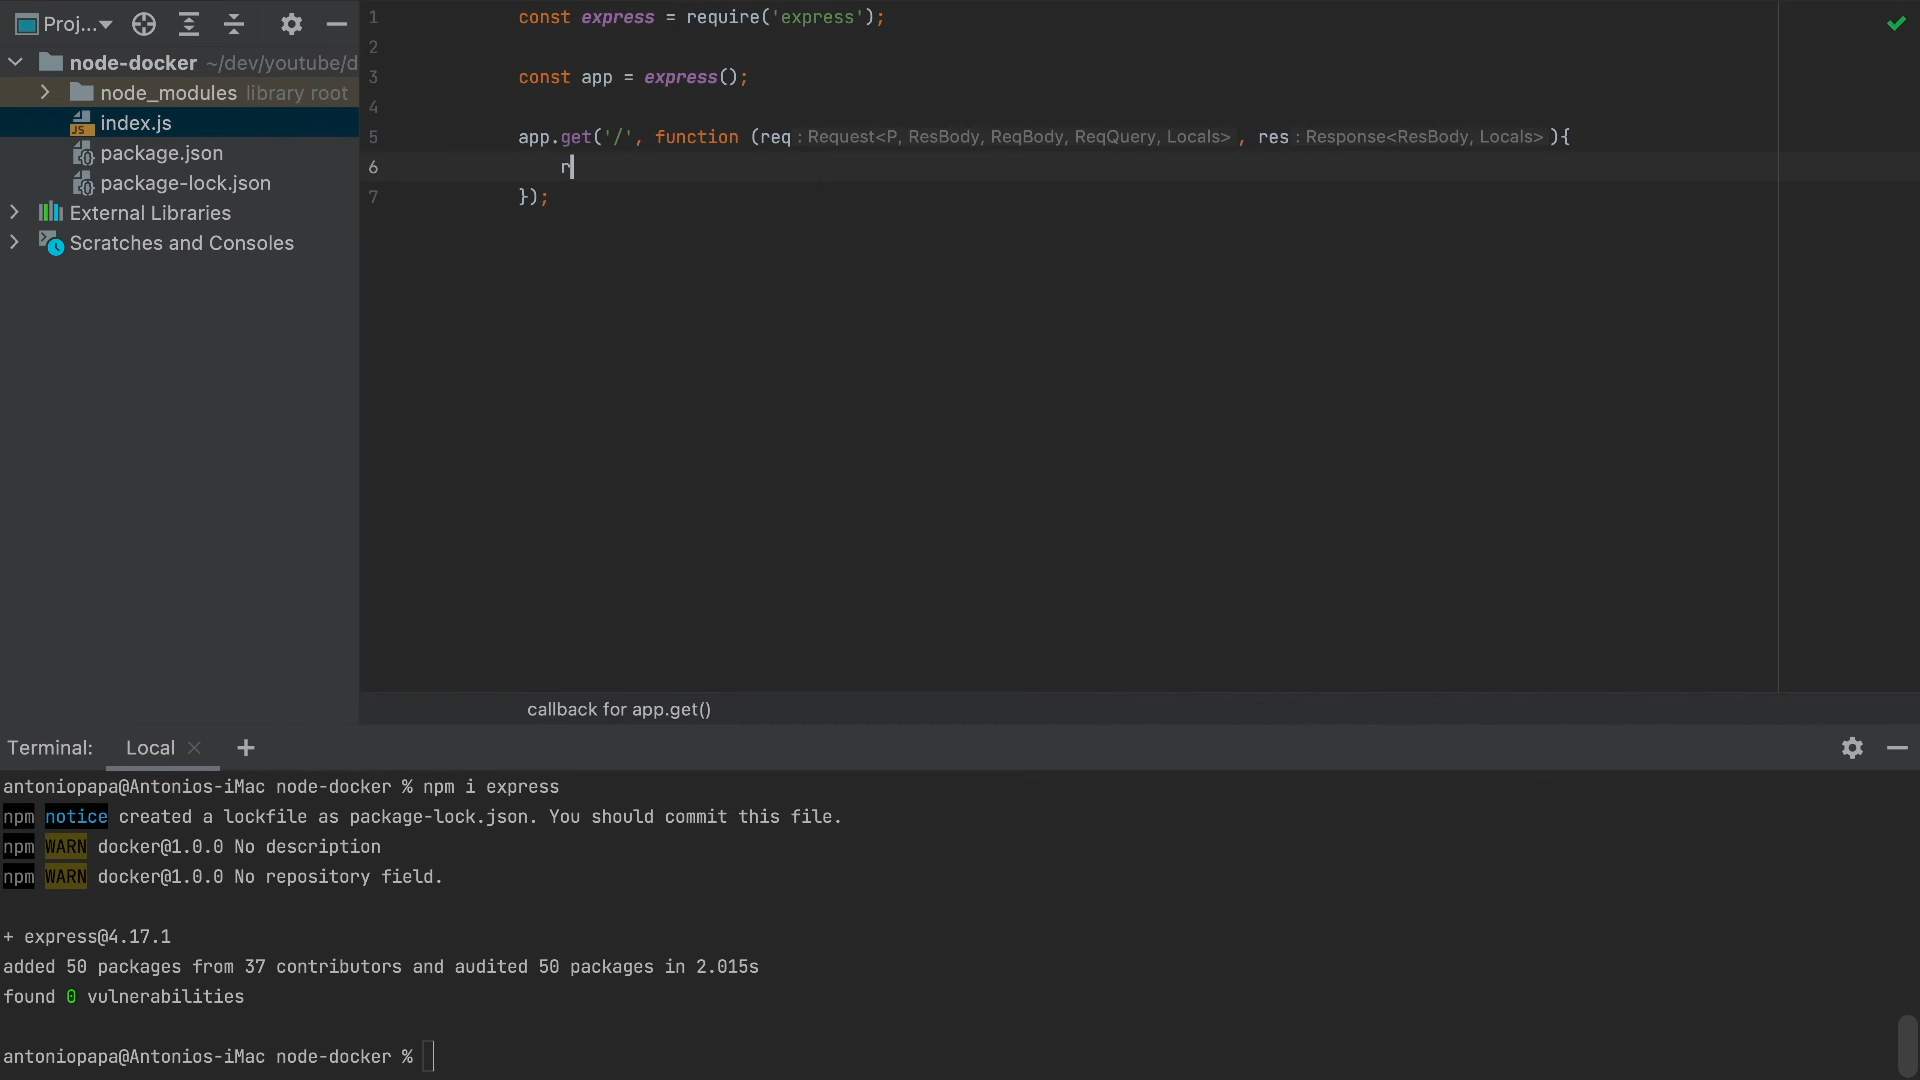 Proj...
node-docker ~/dev/youtube/d
node_modules library root
index.js
package.json
package-lock.json
External Libraries
Scratches and Consoles
1 const express = require('express');
2
3 const app = express();
4
5 app.get('/', function (req : Request<P, ResBody, ReqBody, ReqQuery, Locals> , res : Response<ResBody, Locals> ){
6 r
7 });
callback for app.get()
Terminal: Local
antoniopapa@Antonios-iMac node-docker % npm i express
npm notice created a lockfile as package-lock.json. You should commit this file.
npm WARN docker@1.0.0 No description
npm WARN docker@1.0.0 No repository field.
+ express@4.17.1
added 50 packages from 37 contributors and audited 50 packages in 2.015s
found 0 vulnerabilities
antoniopapa@Antonios-iMac node-docker %